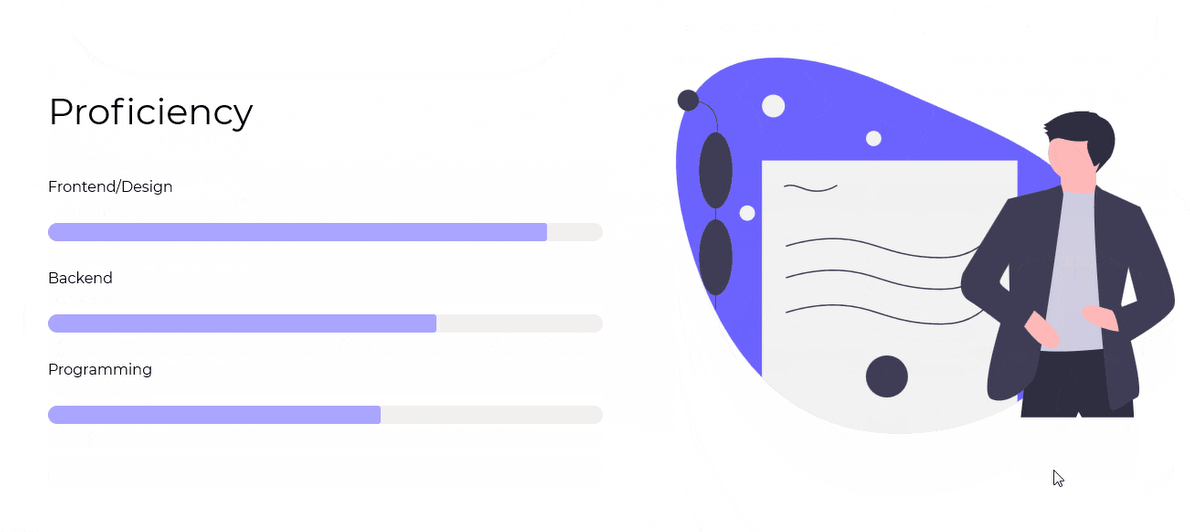 Proficiency
Frontend/Design
Backend
Programming